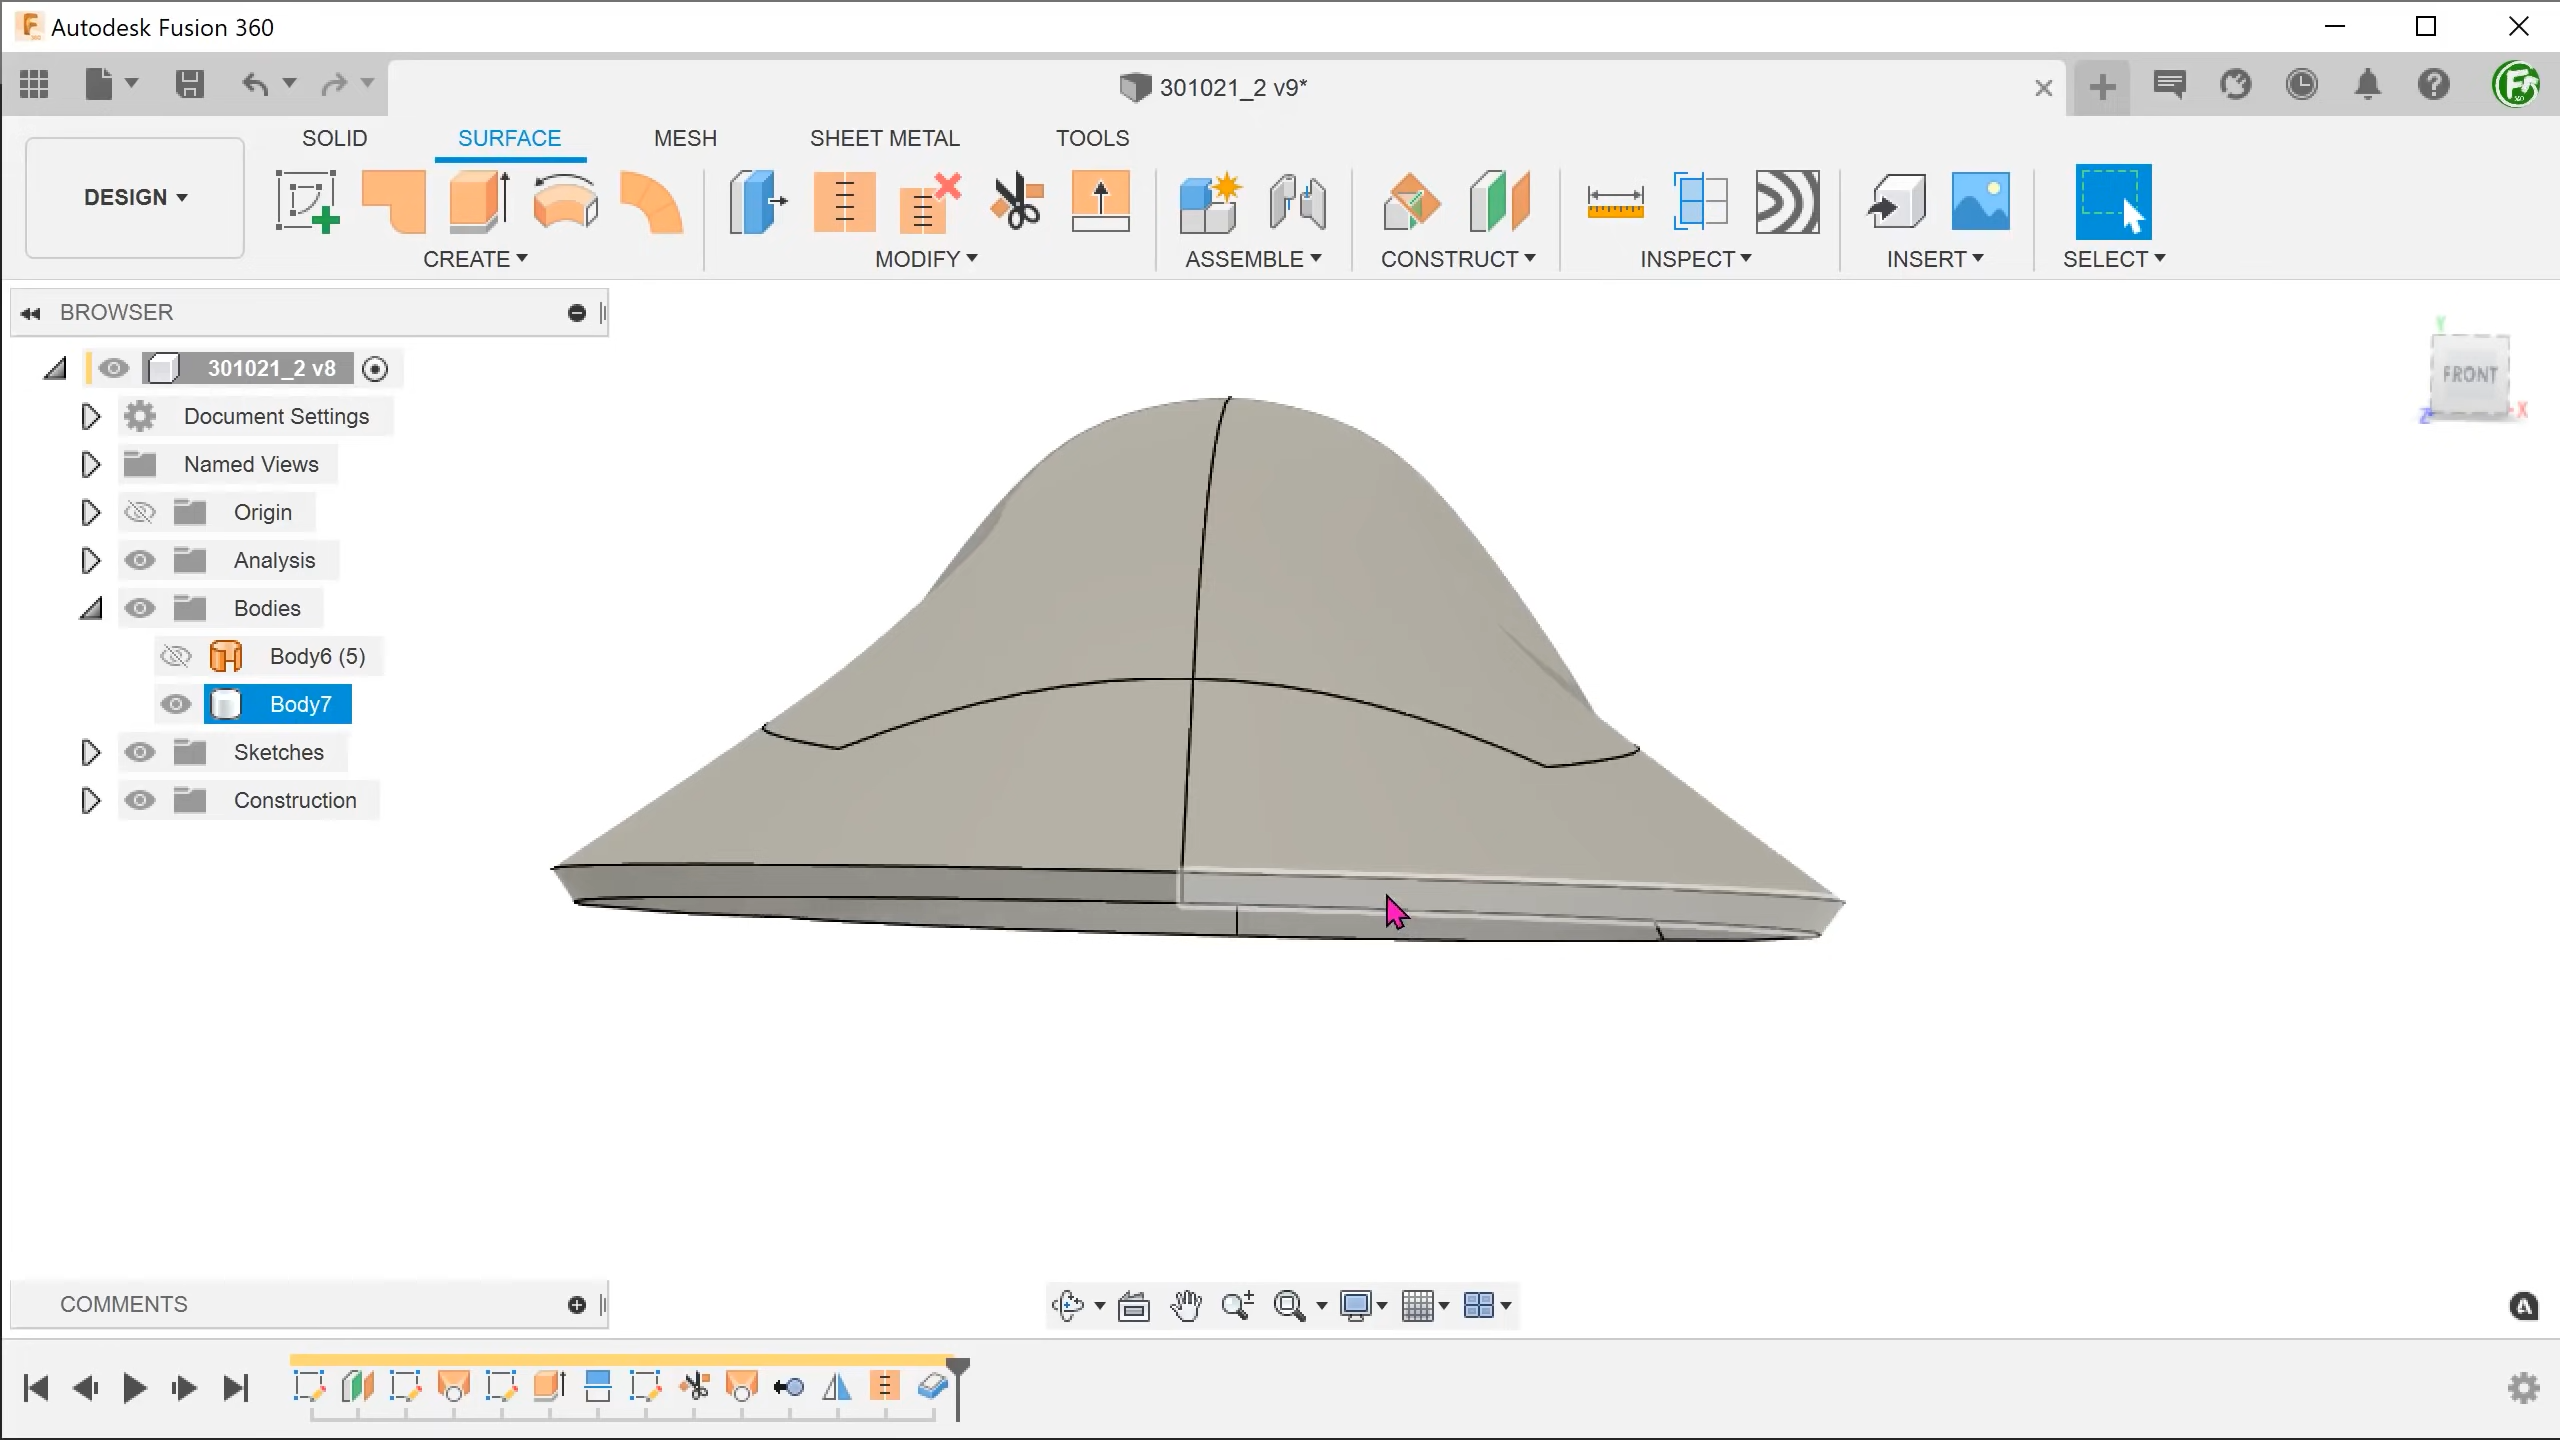 Autodesk Fusion 360
301021_2 v9*
SOLID
SURFACE
MESH
SHEET METAL
TOOLS
DESIGN
CREATE
MODIFY
ASSEMBLE
CONSTRUCT
INSPECT
INSERT
SELECT
BROWSER
301021_2 v8
Document Settings
Named Views
Origin
Analysis
Bodies
Body6 (5)
Body7
Sketches
Construction
Y
FRONT
Z
X
COMMENTS